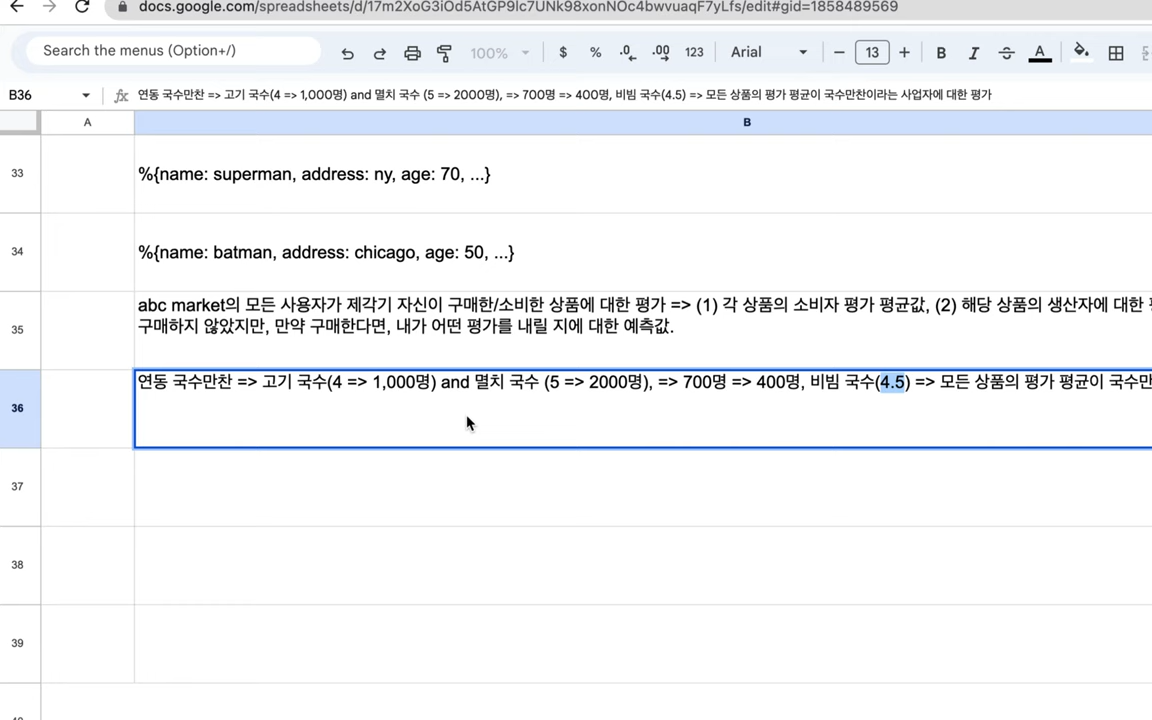 docs.google.com/spreadsheets/d/17m2XoG3iOd5AtGP9Ic7UNk98xonNOc4bwvuaqF7yLfs/edit#gid=1858489569
Search the menus (Option+/)
100%
$ % .0 .00 123
Arial
− 13 +
B I A
B36
fx 연동 국수만찬 => 고기 국수(4 => 1,000명) and 멸치 국수 (5 => 2000명), => 700명 => 400명, 비빔 국수(4.5) => 모든 상품의 평가 평균이 국수만찬이라는 사업자에 대한 평가
A B
33 %{name: superman, address: ny, age: 70, ...}
34 %{name: batman, address: chicago, age: 50, ...}
35 abc market의 모든 사용자가 제각기 자신이 구매한/소비한 상품에 대한 평가 => (1) 각 상품의 소비자 평가 평균값, (2) 해당 상품의 생산자에 대한
구매하지 않았지만, 만약 구매한다면, 내가 어떤 평가를 내릴 지에 대한 예측값.
36 연동 국수만찬 => 고기 국수(4 => 1,000명) and 멸치 국수 (5 => 2000명), => 700명 => 400명, 비빔 국수(4.5) => 모든 상품의 평가 평균이 국수만
37
38
39